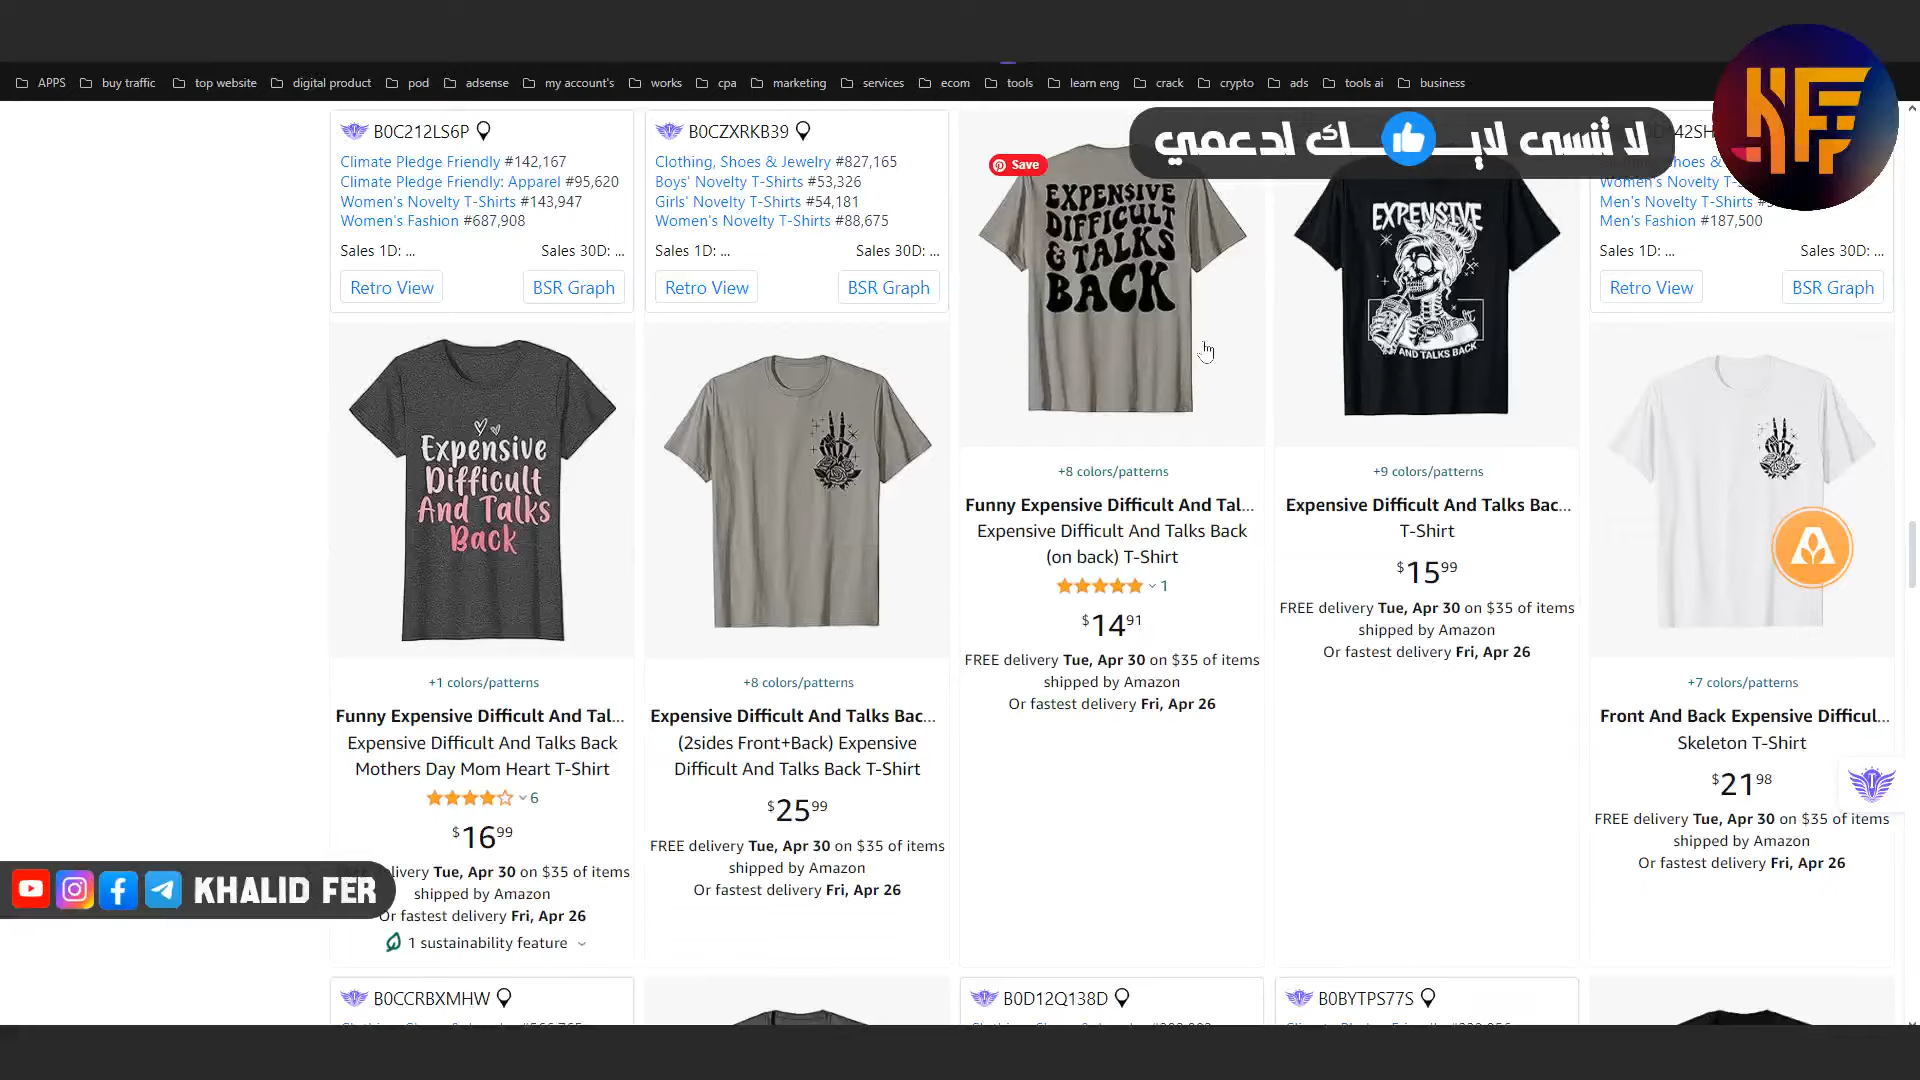 APPS buy traffic top website digital product pod adsense my account's works cpa marketing services ecom tools learn eng crack crypto ads tools ai business
لا تنسى لايـــك ادعمي
B0C212LS6P
Climate Pledge Friendly #142,167
Climate Pledge Friendly: Apparel #95,620
Women's Novelty T-Shirts #143,947
Women's Fashion #687,908
Sales 1D: ... Sales 30D: ...
Retro View BSR Graph
B0CZXRKB39
Clothing, Shoes & Jewelry #827,165
Boys' Novelty T-Shirts #53,326
Girls' Novelty T-Shirts #54,181
Women's Novelty T-Shirts #88,675
Sales 1D: ... Sales 30D: ...
Retro View BSR Graph
Save
EXPEN$IVE
DIFFICULT
& TALKS
BACK
EXPENSIVE
Difficult
AND TALKS BACK
42SH
hoes &
Women's Novelty T-
Men's Novelty T-Shirts
Men's Fashion #187,500
Sales 1D: ... Sales 30D: ...
Retro View BSR Graph
Expensive
Difficult
And Talks
Back
+1 colors/patterns
Funny Expensive Difficult And Tal...
Expensive Difficult And Talks Back
Mothers Day Mom Heart T-Shirt
6
$16.99
livery Tue, Apr 30 on $35 of items
shipped by Amazon
Or fastest delivery Fri, Apr 26
1 sustainability feature
+8 colors/patterns
Expensive Difficult And Talks Bac...
(2sides Front+Back) Expensive
Difficult And Talks Back T-Shirt
$25.99
FREE delivery Tue, Apr 30 on $35 of items
shipped by Amazon
Or fastest delivery Fri, Apr 26
+8 colors/patterns
Funny Expensive Difficult And Tal...
Expensive Difficult And Talks Back
(on back) T-Shirt
1
$14.91
FREE delivery Tue, Apr 30 on $35 of items
shipped by Amazon
Or fastest delivery Fri, Apr 26
+9 colors/patterns
Expensive Difficult And Talks Bac...
T-Shirt
$15.99
FREE delivery Tue, Apr 30 on $35 of items
shipped by Amazon
Or fastest delivery Fri, Apr 26
+7 colors/patterns
Front And Back Expensive Difficul...
Skeleton T-Shirt
$21.98
FREE delivery Tue, Apr 30 on $35 of items
shipped by Amazon
Or fastest delivery Fri, Apr 26
KHALID FER
B0CCRBXMHW
B0D12Q138D
B0BYTPS77S